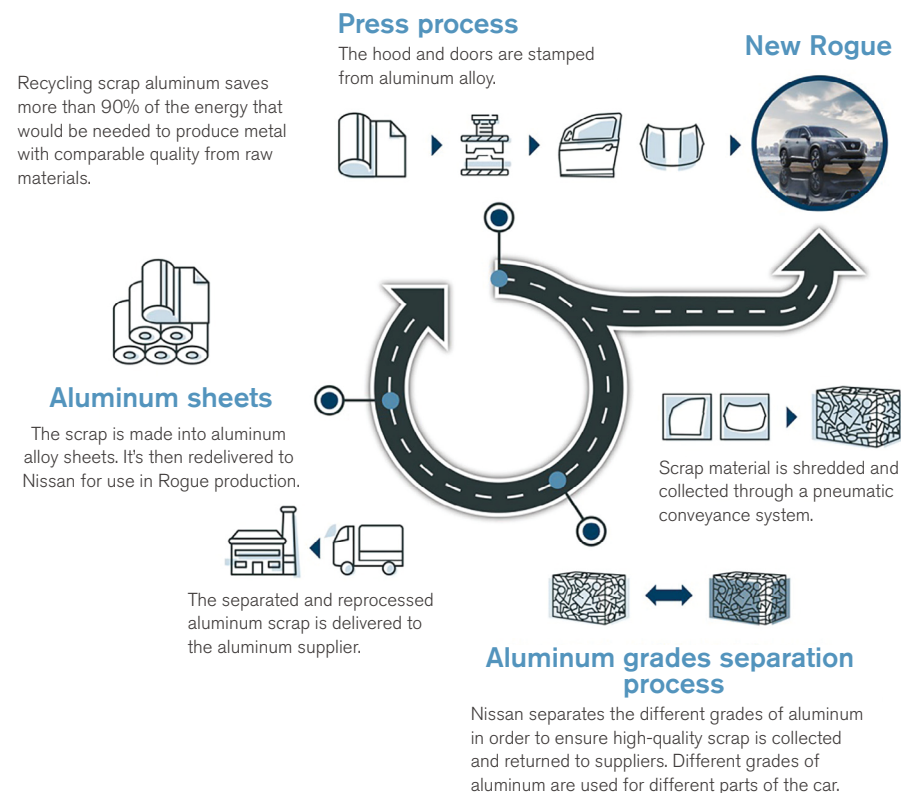 Press process
The hood and doors are stamped
from aluminum alloy.
New Rogue
Recycling scrap aluminum saves
more than 90% of the energy that
would be needed to produce metal
with comparable quality from raw
materials.
Aluminum sheets
The scrap is made into aluminum
alloy sheets. It's then redelivered to
Nissan for use in Rogue production.
Scrap material is shredded and
collected through a pneumatic
conveyance system.
The separated and reprocessed
aluminum scrap is delivered to
the aluminum supplier.
Aluminum grades separation
process
Nissan separates the different grades of aluminum
in order to ensure high-quality scrap is collected
and returned to suppliers. Different grades of
aluminum are used for different parts of the car.